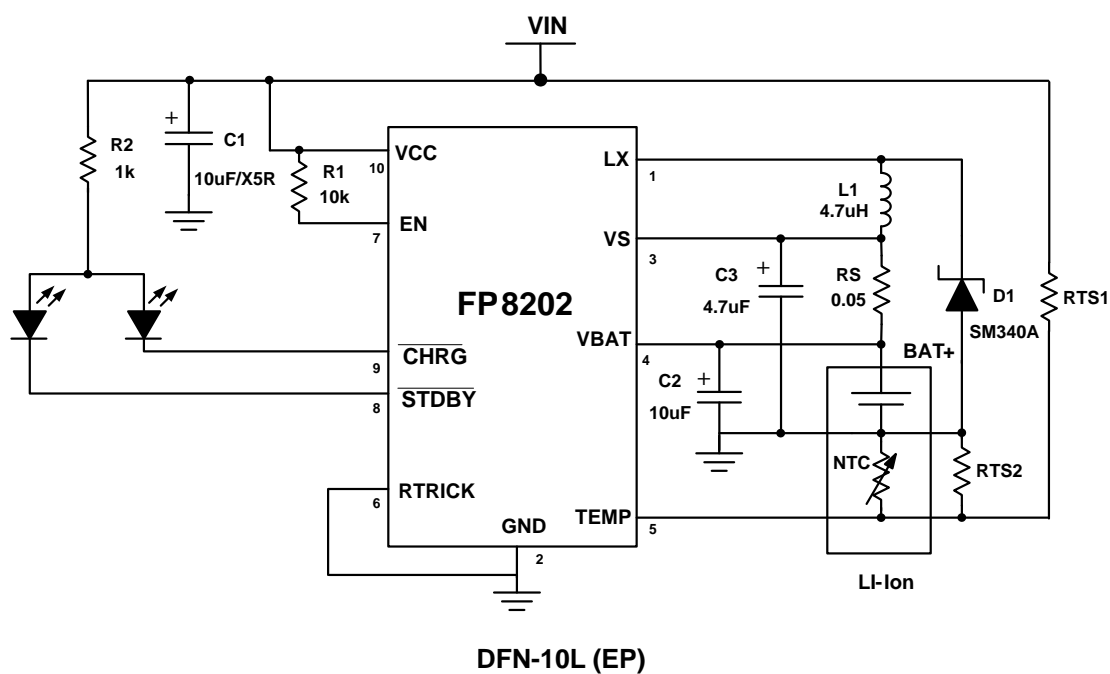 VIN
R2
1k
+
C1
10uF/X5R
R1
10k
VCC
10
EN
7
LX
1
L1
4.7uH
VS
3
FP8202
C3
4.7uF
+
RS
0.05
D1
SM340A
RTS1
VBAT
4
BAT+
CHRG
9
STDBY
8
C2
10uF
+
NTC
RTS2
RTRICK
6
GND
2
TEMP
5
LI-Ion
DFN-10L (EP)